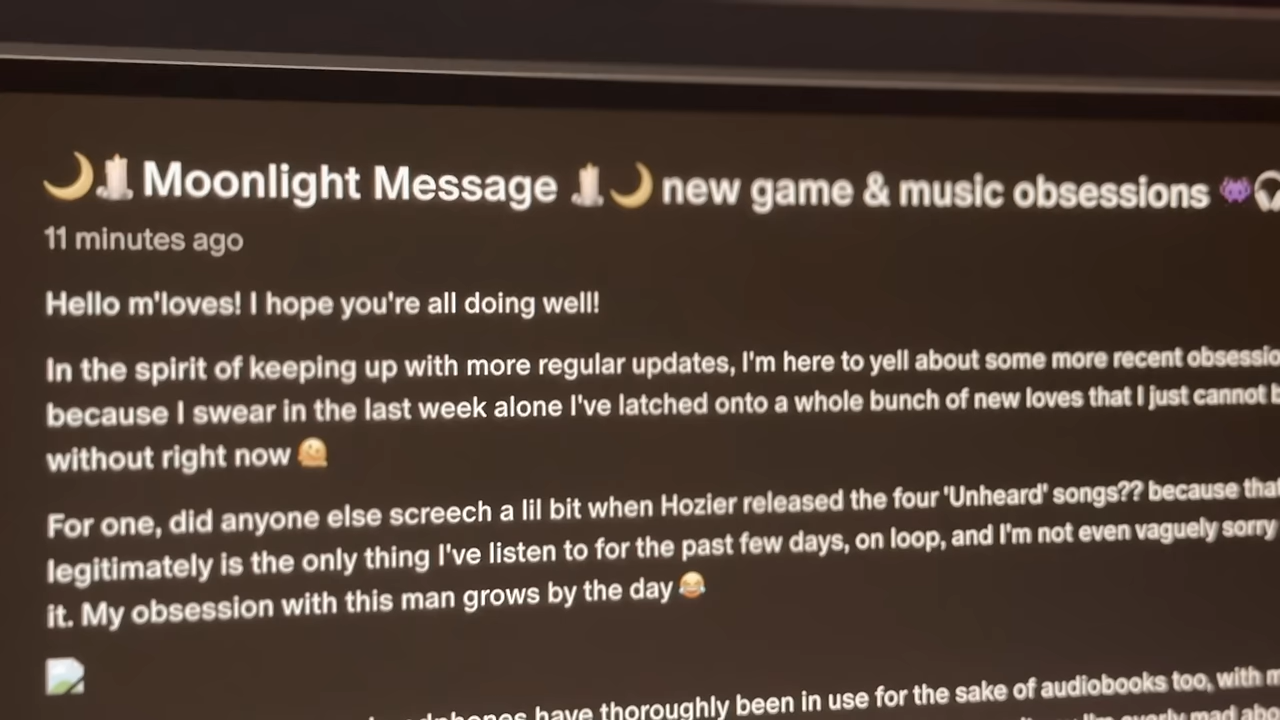 🌙🕯️ Moonlight Message 🕯️🌙 new game & music obsessions 👾🎧
11 minutes ago
Hello m'loves! I hope you're all doing well!
In the spirit of keeping up with more regular updates, I'm here to yell about some more recent
because I swear in the last week alone I've latched onto a whole bunch of new loves that I just cannot
without right now 🫠
For one, did anyone else screech a lil bit when Hozier released the four 'Unheard' songs?? because that
legitimately is the only thing I've listen to for the past few days, on loop, and I'm not even vaguely sorry
it. My obsession with this man grows by the day 😂
have thoroughly been in use for the sake of audiobooks too, with
overly mad